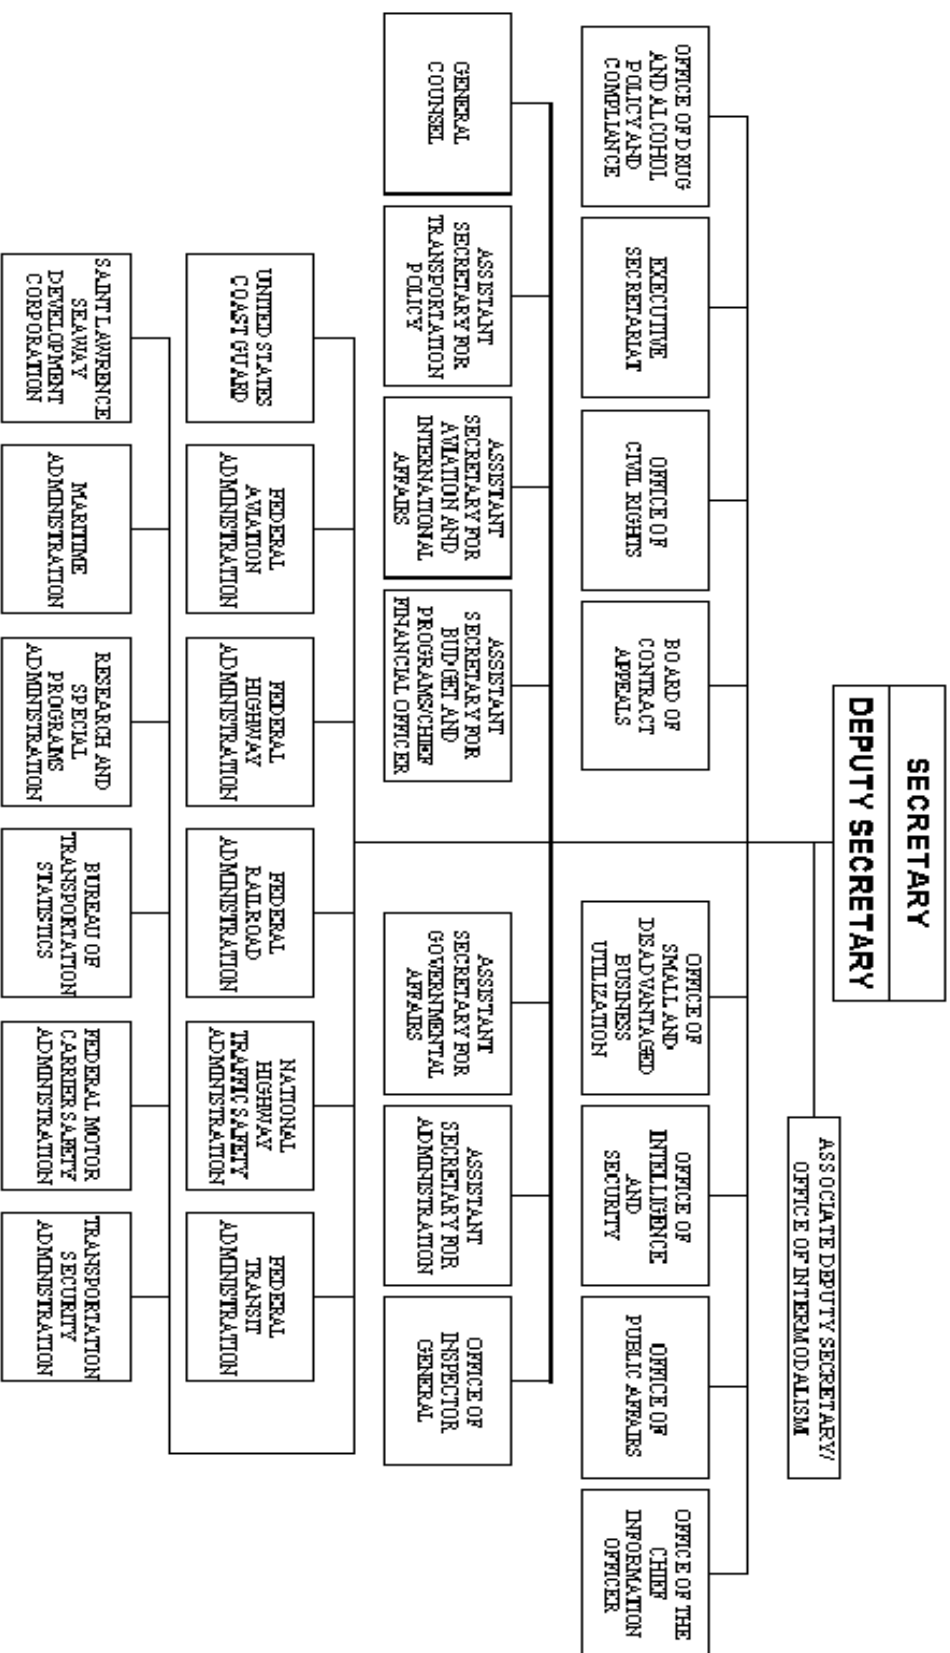 SECRETARY
DEPUTY SECRETARY
ASSOCIATE DEPUTY SECRETARY/
OFFICE OF INTERMODALISM
OFFICE OF DRUG
AND ALCOHOL
POLICY AND
COMPLIANCE
EXECUTIVE
SECRETARIAT
OFFICE OF
CIVIL RIGHTS
BOARD OF
CONTRACT
APPEALS
OFFICE OF
SMALL AND
DISADVANTAGED
BUSINESS
UTILIZATION
OFFICE OF
INTELLIGENCE
AND
SECURITY
OFFICE OF
PUBLIC AFFAIRS
OFFICE OF THE
CHIEF
INFORMATION
OFFICER
GENERAL
COUNSEL
ASSISTANT
SECRETARY FOR
TRANSPORTATION
POLICY
ASSISTANT
SECRETARY FOR
AVIATION AND
INTERNATIONAL
AFFAIRS
ASSISTANT
SECRETARY FOR
BUDGET AND
PROGRAMS/CHIEF
FINANCIAL OFFICER
ASSISTANT
SECRETARY FOR
GOVERNMENTAL
AFFAIRS
ASSISTANT
SECRETARY FOR
ADMINISTRATION
OFFICE OF
INSPECTOR
GENERAL
UNITED STATES
COAST GUARD
FEDERAL
AVIATION
ADMINISTRATION
FEDERAL
HIGHWAY
ADMINISTRATION
FEDERAL
RAILROAD
ADMINISTRATION
NATIONAL
HIGHWAY
TRAFFIC SAFETY
ADMINISTRATION
FEDERAL
TRANSIT
ADMINISTRATION
SAINT LAWRENCE
SEAWAY
DEVELOPMENT
CORPORATION
MARITIME
ADMINISTRATION
RESEARCH AND
SPECIAL
PROGRAMS
ADMINISTRATION
BUREAU OF
TRANSPORTATION
STATISTICS
FEDERAL MOTOR
CARRIER SAFETY
ADMINISTRATION
TRANSPORTATION
SECURITY
ADMINISTRATION